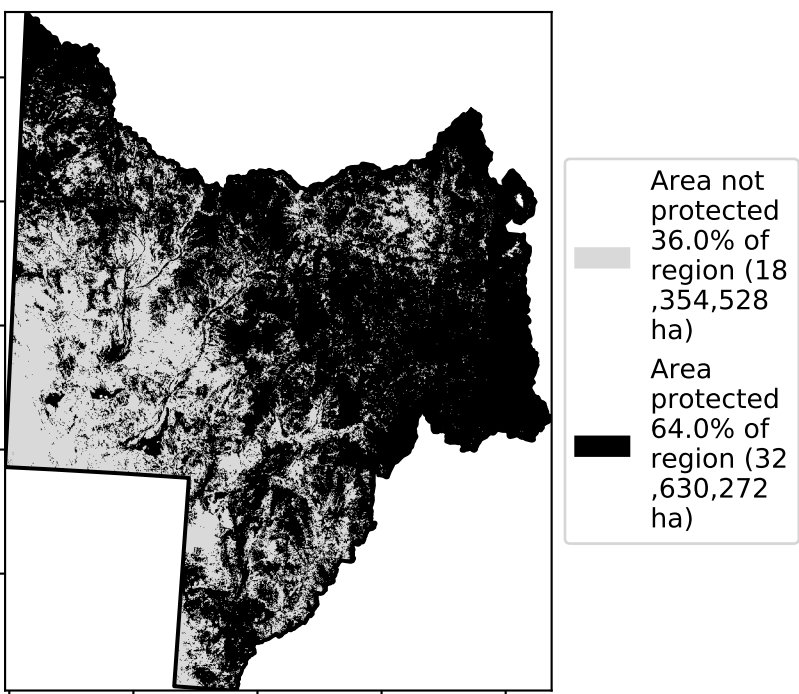 Area not
protected
36.0% of
region (18
,354,528
ha)
Area
protected
64.0% of
region (32
,630,272
ha)